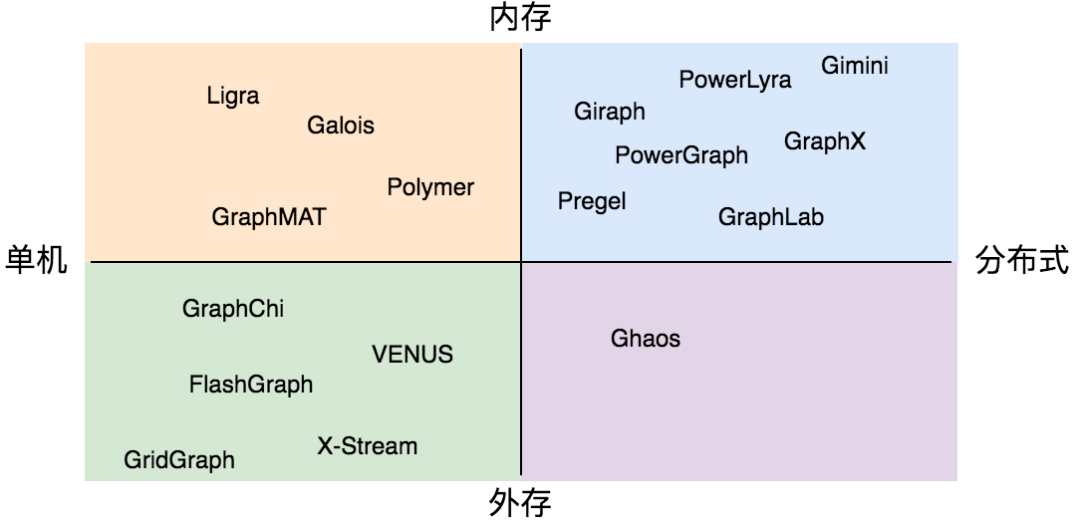 内存
Gimini
PowerLyra
Ligra
Giraph
Galois
GraphX
PowerGraph
Polymer
Pregel
GraphMAT
GraphLab
单机
分布式
GraphChi
Ghaos
VENUS
FlashGraph
X-Stream
GridGraph
外存